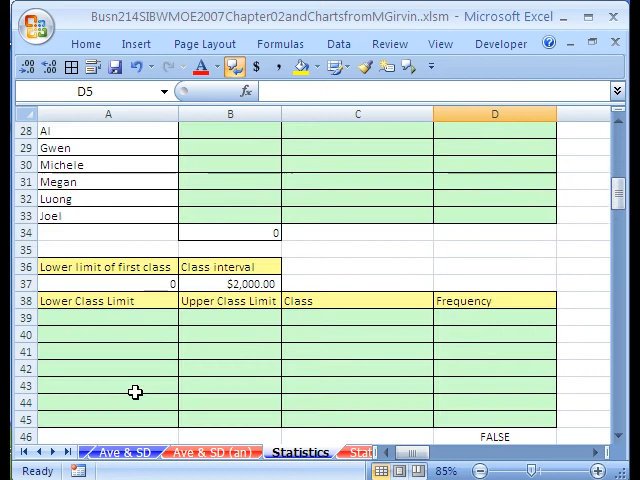 Busn214SIBWMOE2007Chapter02andChartsfromMGirvin..xlsm - Microsoft Excel
Home Insert Page Layout Formulas Data Review View Developer
D5
A B C D
28 Al
29 Gwen
30 Michele
31 Megan
32 Luong
33 Joel
34 0
35
36 Lower limit of first class Class interval
37 0 $2,000.00
38 Lower Class Limit Upper Class Limit Class Frequency
39
40
41
42
43
44
45
46 FALSE
Ave & SD Ave & SD (an) Statistics Stati
Ready 85%